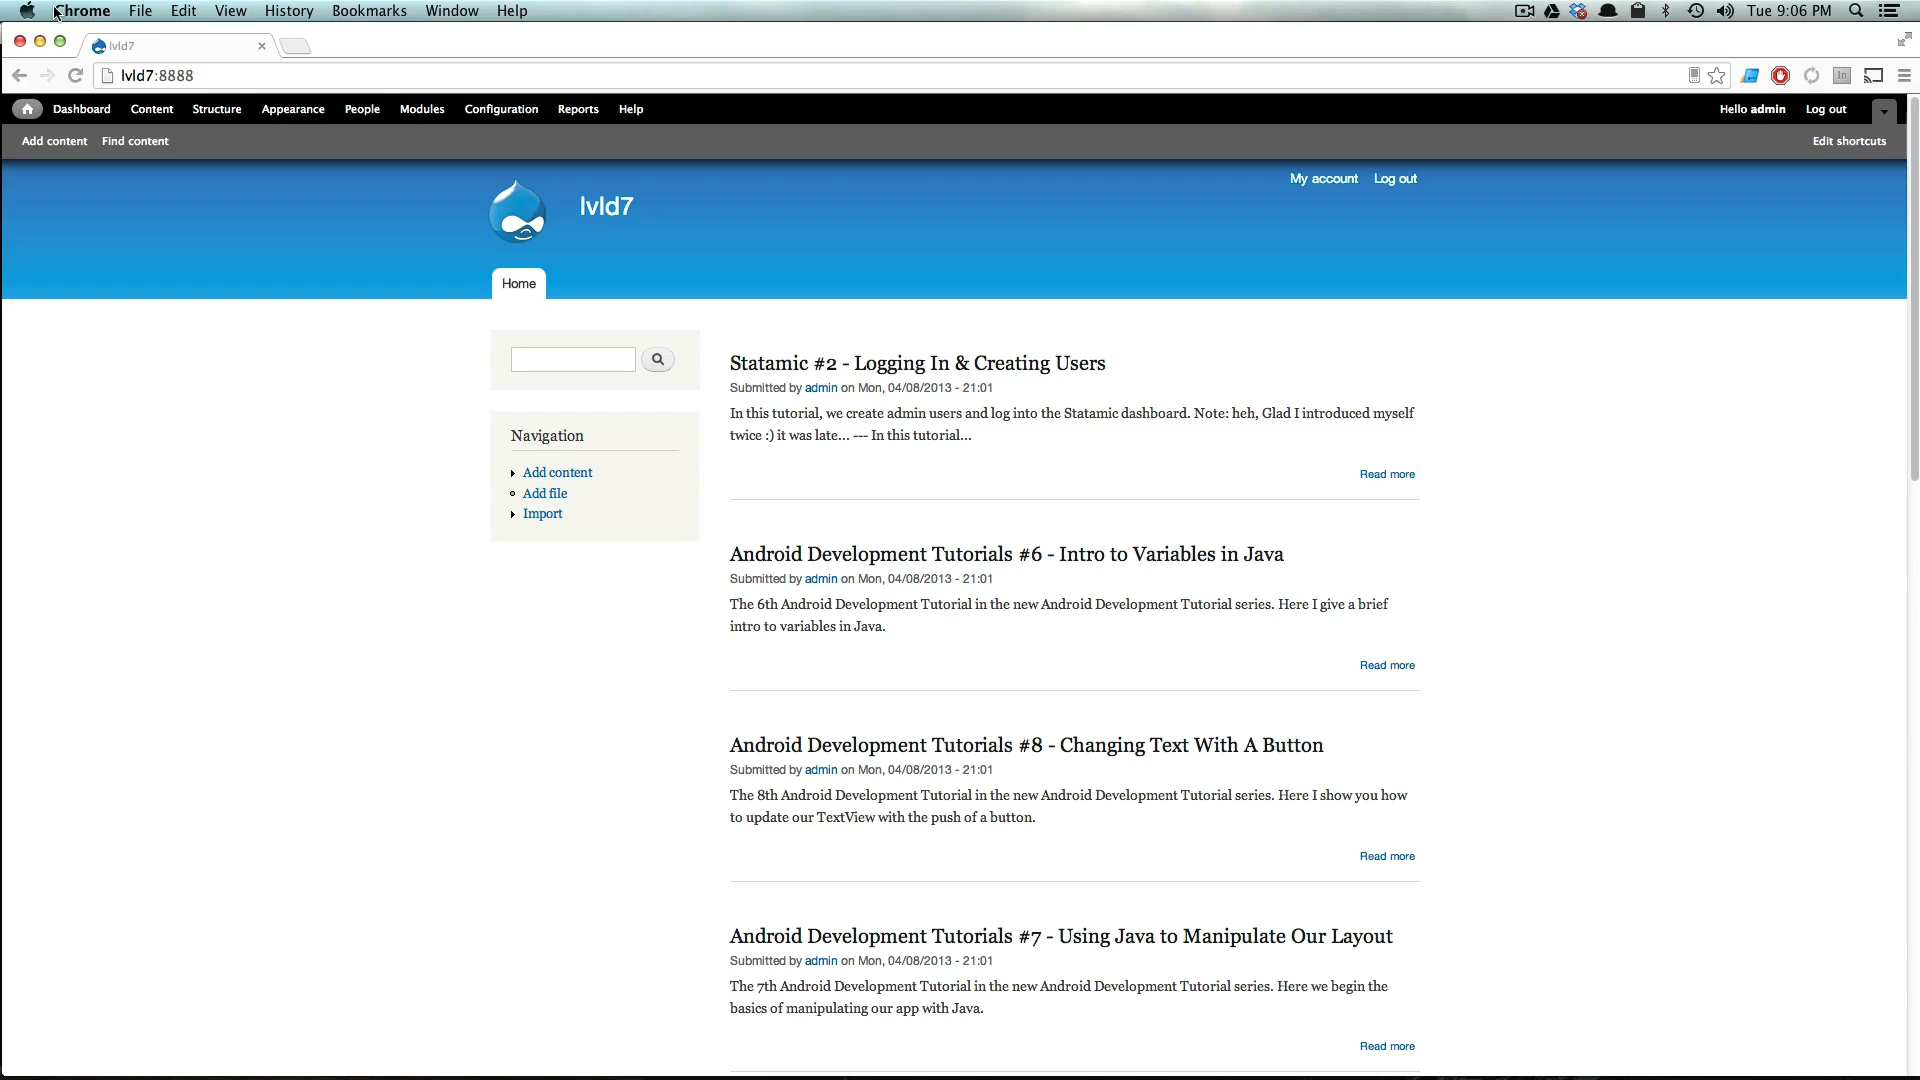 Chrome File Edit View History Bookmarks Window Help Tue 9:06 PM
lvld7
lvld7:8888
Dashboard Content Structure Appearance People Modules Configuration Reports Help Hello admin Log out
Add content Find content Edit shortcuts
My account Log out
lvld7
Home
Statamic #2 - Logging In & Creating Users
Submitted by admin on Mon, 04/08/2013 - 21:01
In this tutorial, we create admin users and log into the Statamic dashboard. Note: heh, Glad I introduced myself
twice :) it was late... --- In this tutorial...
Read more
Navigation
Add content
Add file
Import
Android Development Tutorials #6 - Intro to Variables in Java
Submitted by admin on Mon, 04/08/2013 - 21:01
The 6th Android Development Tutorial in the new Android Development Tutorial series. Here I give a brief
intro to variables in Java.
Read more
Android Development Tutorials #8 - Changing Text With A Button
Submitted by admin on Mon, 04/08/2013 - 21:01
The 8th Android Development Tutorial in the new Android Development Tutorial series. Here I show you how
to update our TextView with the push of a button.
Read more
Android Development Tutorials #7 - Using Java to Manipulate Our Layout
Submitted by admin on Mon, 04/08/2013 - 21:01
The 7th Android Development Tutorial in the new Android Development Tutorial series. Here we begin the
basics of manipulating our app with Java.
Read more